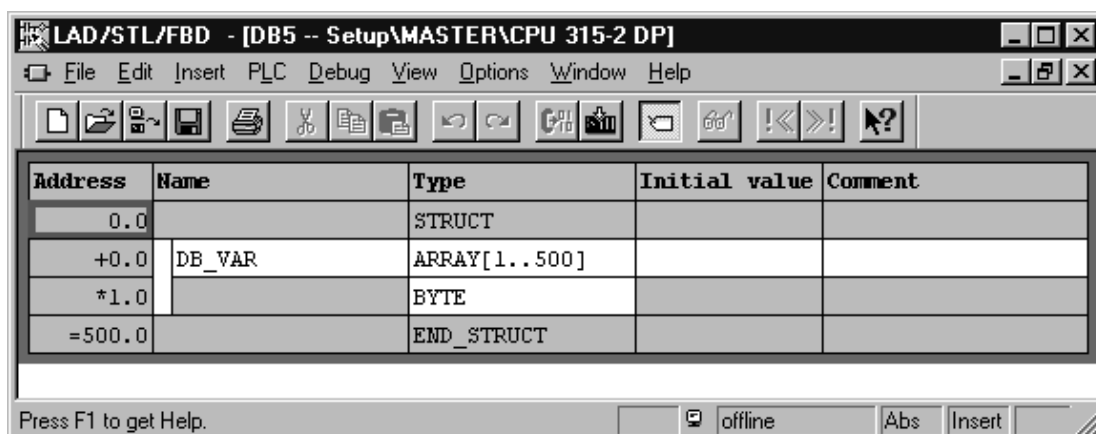 LAD/STL/FBD - [DB5 -- Setup\MASTER\CPU 315-2 DP]
File Edit Insert PLC Debug View Options Window Help
Address Name Type Initial value Comment
0.0 STRUCT
+0.0 DB_VAR ARRAY[1..500]
*1.0 BYTE
=500.0 END_STRUCT
Press F1 to get Help. offline Abs Insert